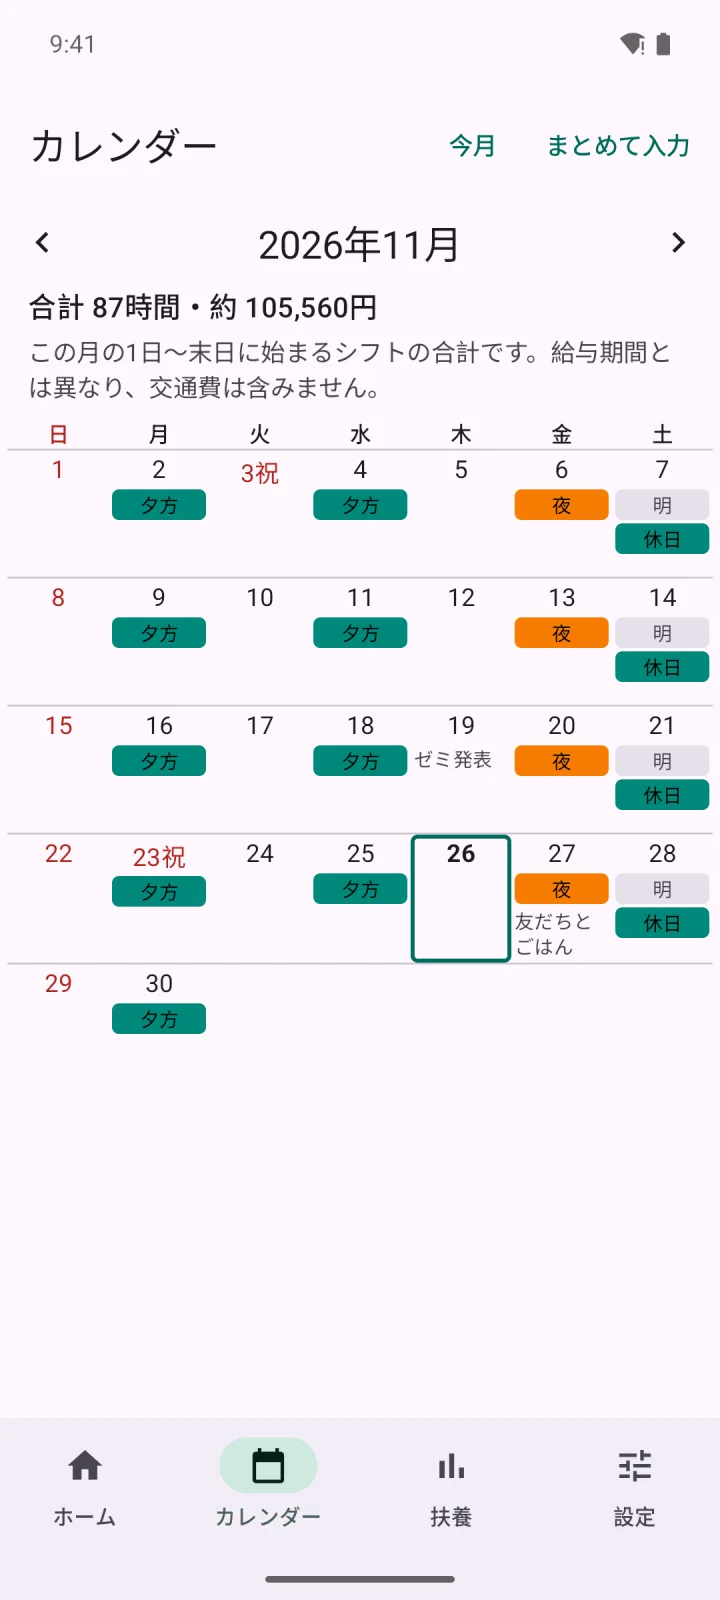 9:41
カレンダー 今月 まとめて入力
2026年11月
合計 87時間・約 105,560円
この月の1日〜末日に始まるシフトの合計です。給与期間と
は異なり、交通費は含みません。
日 月 火 水 木 金 土
1 2 3祝 4 5 6 7
夕方 夕方 夜 明
休日
8 9 10 11 12 13 14
夕方 夕方 夜 明
休日
15 16 17 18 19 20 21
夕方 夕方 ゼミ発表 夜 明
休日
22 23祝 24 25 26 27 28
夕方 夕方 夜 明
友だちと 休日
ごはん
29 30
夕方
ホーム カレンダー 扶養 設定